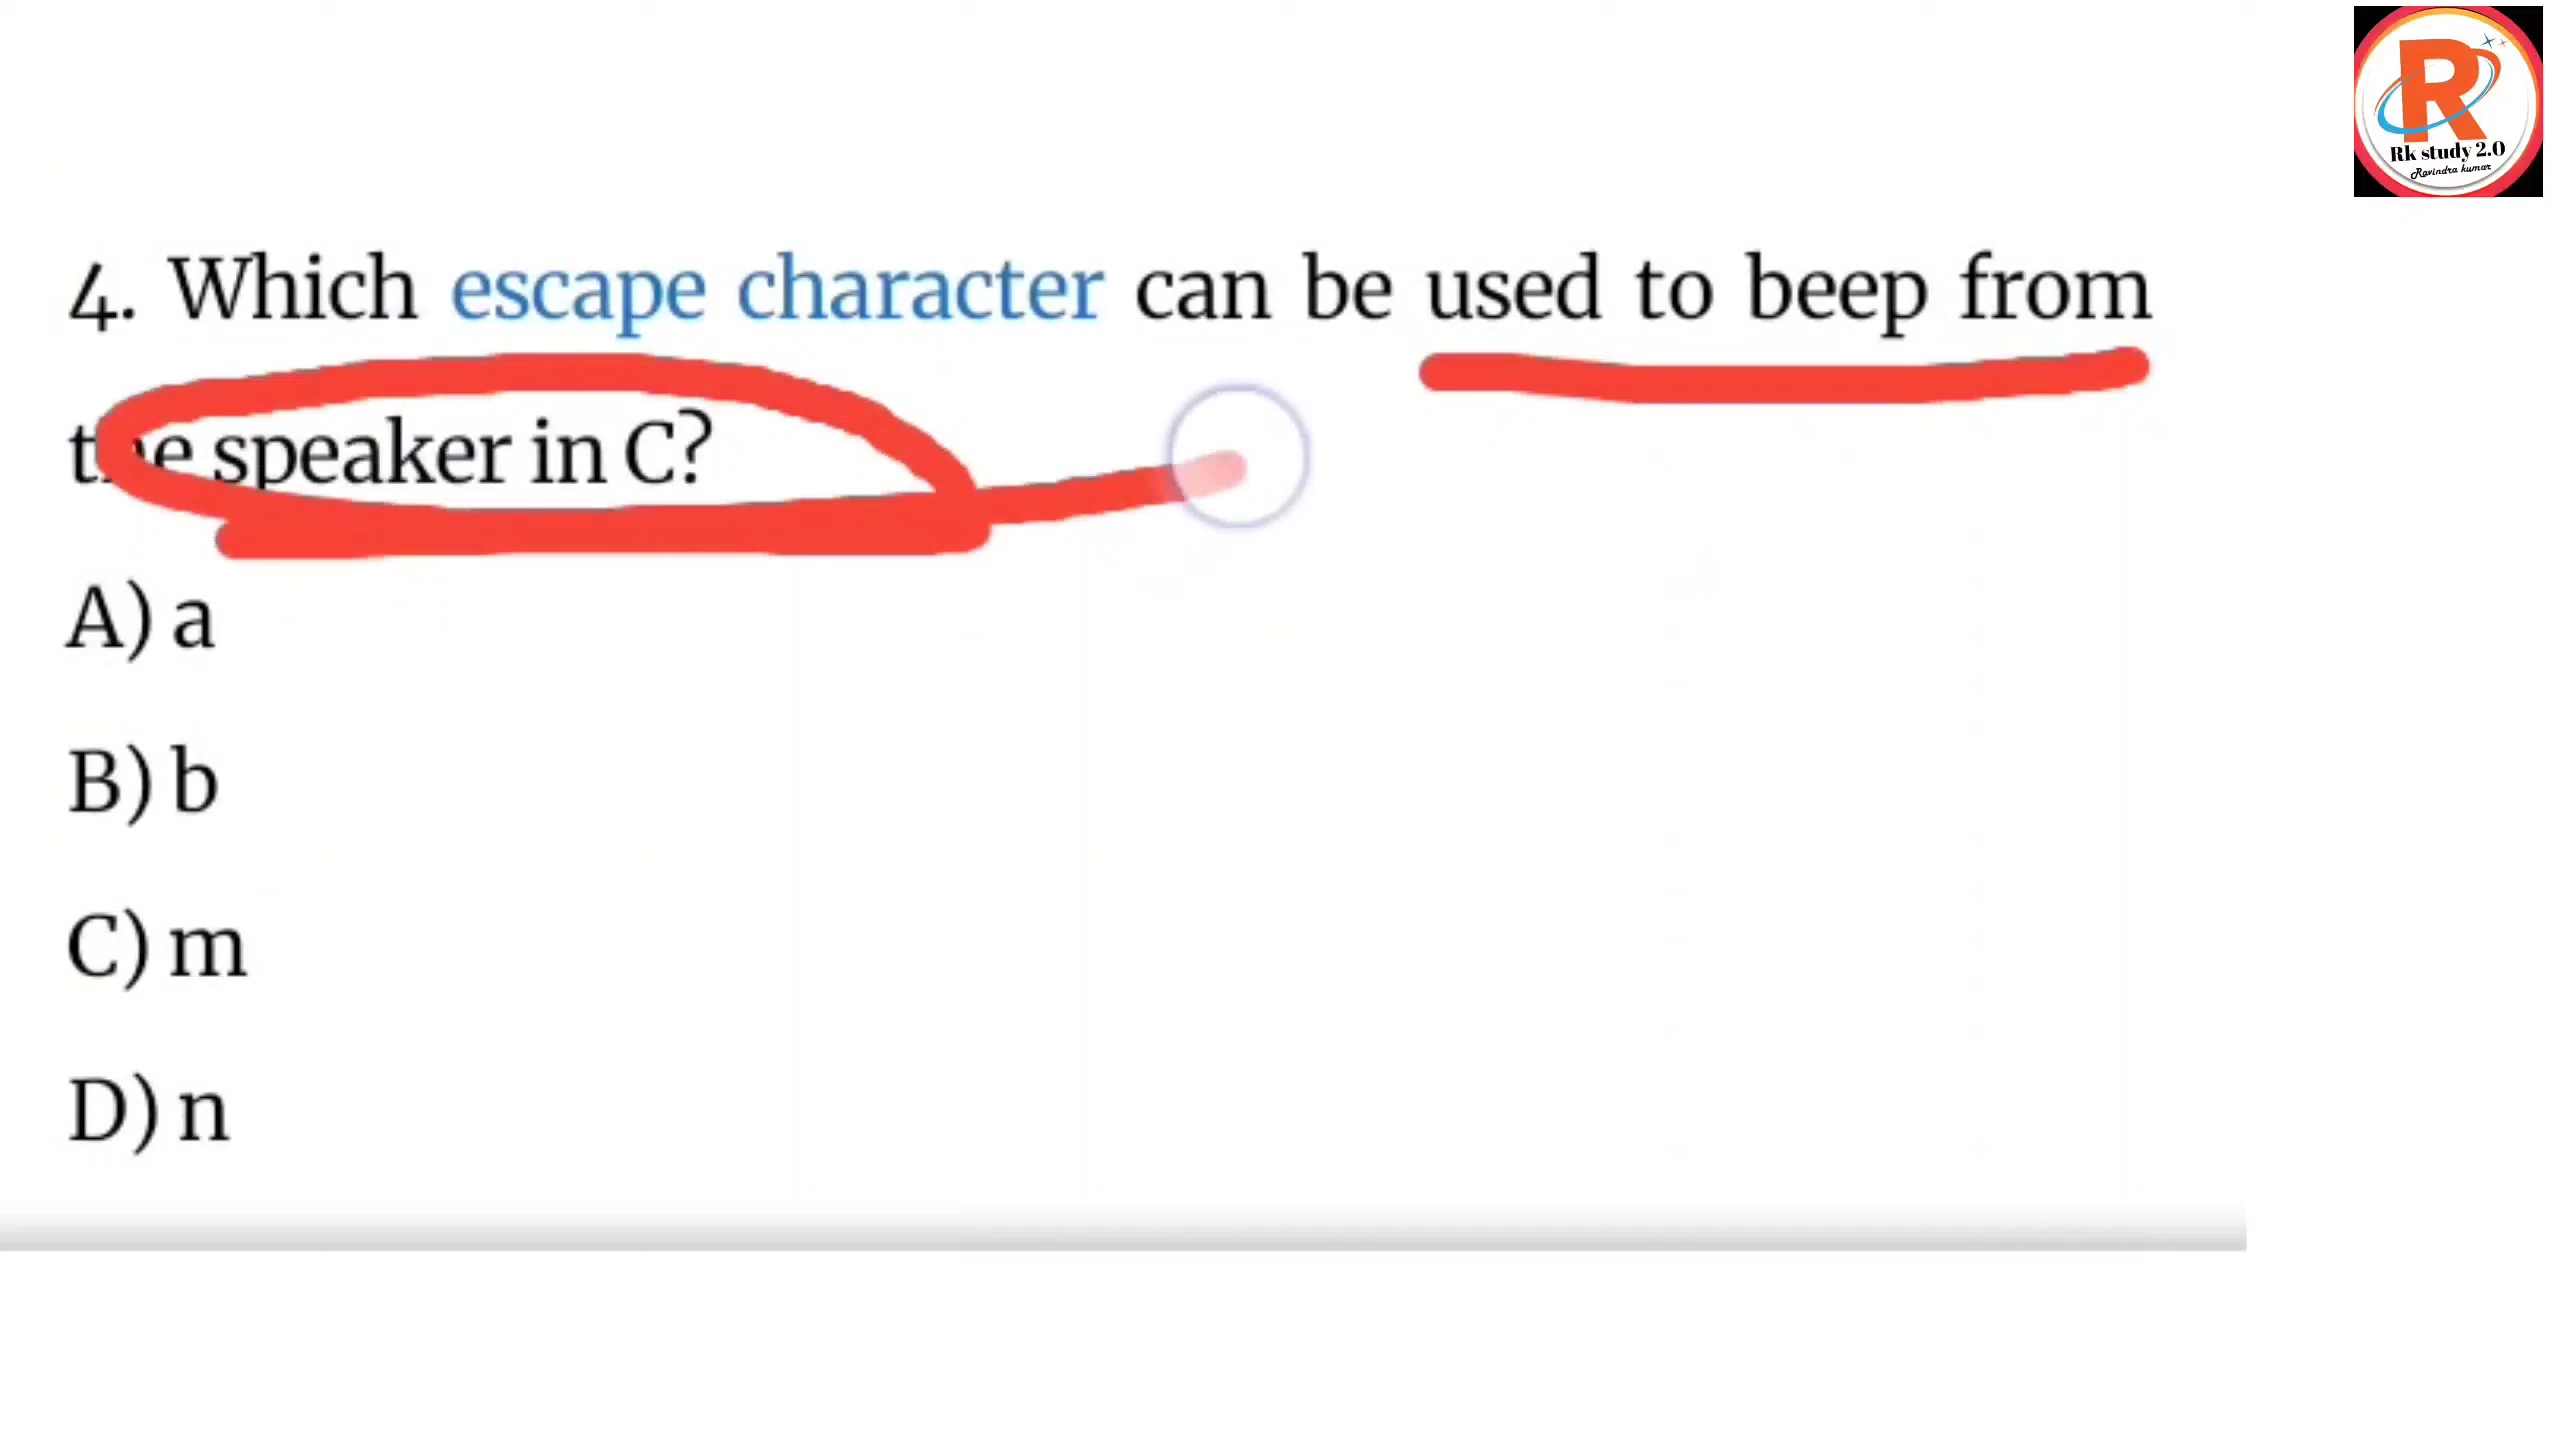 Rk study 2.0
Ravindra kumar
4. Which escape character can be used to beep from
the speaker in C?
A) a
B) b
C) m
D) n